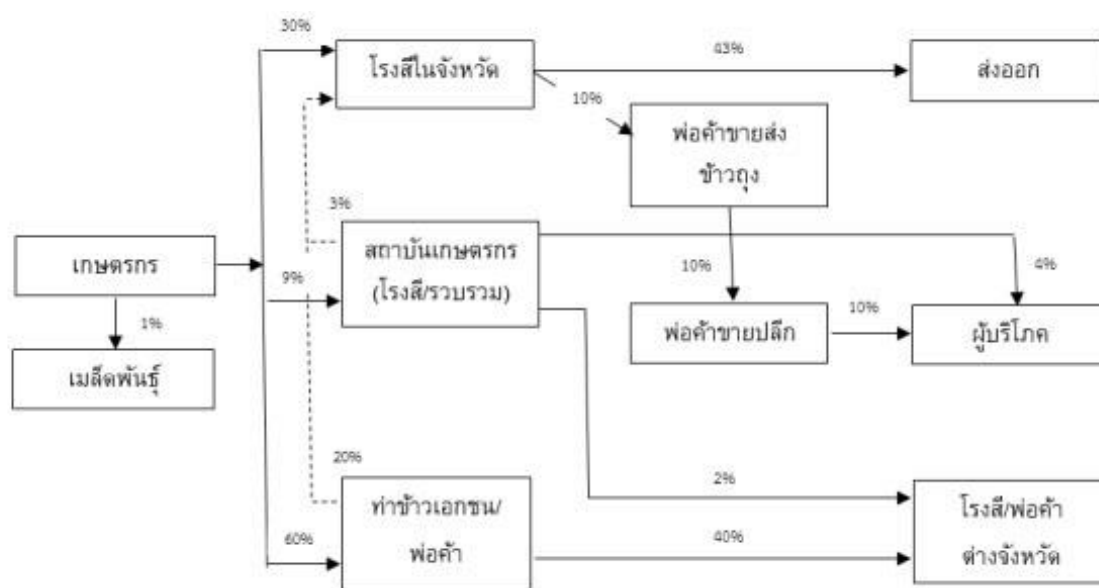 30%
โรงสีในจังหวัด
43%
ส่งออก
10%
พ่อค้าขายส่ง
ข้าวถุง
3%
เกษตรกร
9%
สถาบันเกษตรกร
(โรงสี/รวบรวม)
10%
4%
1%
เมล็ดพันธุ์
พ่อค้าขายปลีก
10%
ผู้บริโภค
20%
60%
ท่าข้าวเอกชน/
พ่อค้า
2%
40%
โรงสี/พ่อค้า
ต่างจังหวัด